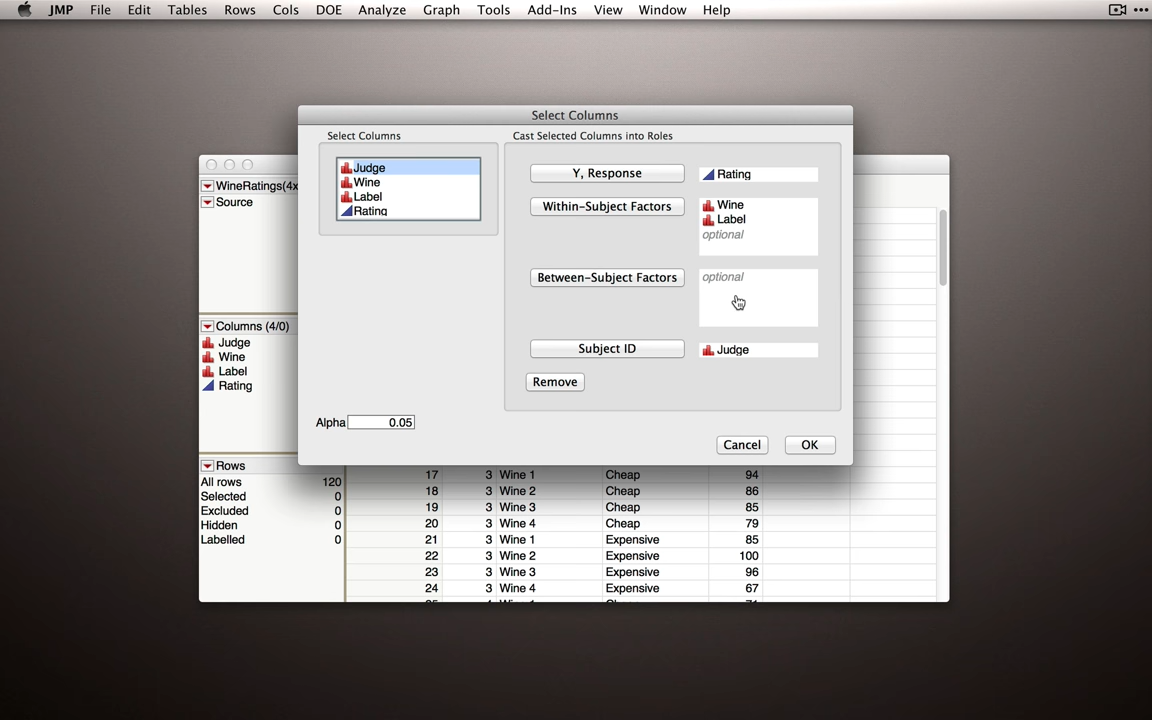 JMP File Edit Tables Rows Cols DOE Analyze Graph Tools Add-Ins View Window Help
Select Columns
Select Columns
Cast Selected Columns into Roles
Judge
Wine
Label
Rating
Y, Response
Rating
Within-Subject Factors
Wine
Label
optional
Between-Subject Factors
optional
Subject ID
Judge
Remove
Alpha 0.05
Cancel
OK
WineRatings(4x
Source
Columns (4/0)
Judge
Wine
Label
Rating
Rows
All rows 120
Selected 0
Excluded 0
Hidden 0
Labelled 0
17 3 Wine 1 Cheap 94
18 3 Wine 2 Cheap 86
19 3 Wine 3 Cheap 85
20 3 Wine 4 Cheap 79
21 3 Wine 1 Expensive 85
22 3 Wine 2 Expensive 100
23 3 Wine 3 Expensive 96
24 3 Wine 4 Expensive 67